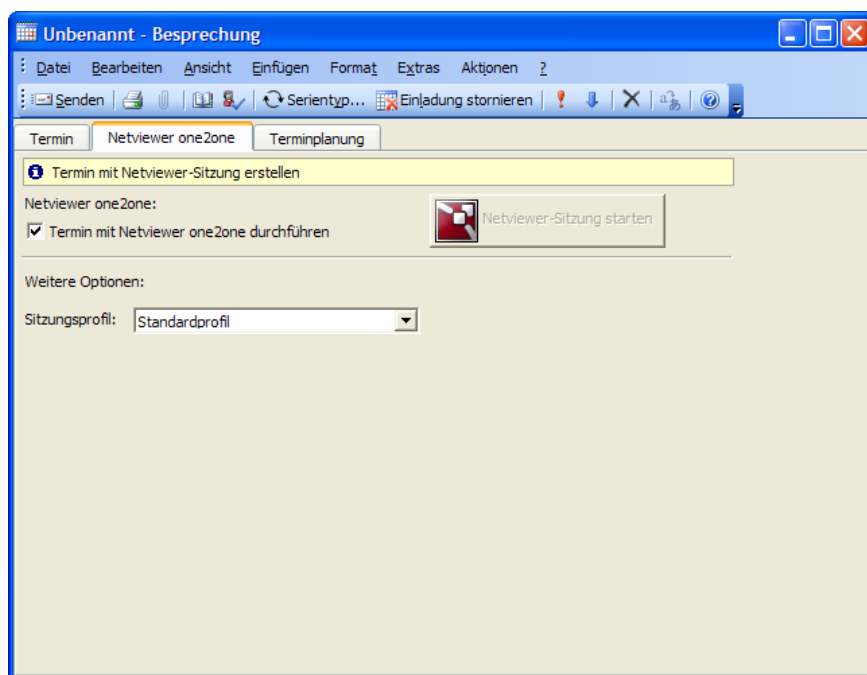 Unbenannt - Besprechung
Datei Bearbeiten Ansicht Einfügen Format Extras Aktionen ?
Senden Serientyp... Einladung stornieren
Termin Netviewer one2one Terminplanung
Termin mit Netviewer-Sitzung erstellen
Netviewer one2one:
Netviewer-Sitzung starten
Termin mit Netviewer one2one durchführen
Weitere Optionen:
Sitzungsprofil: Standardprofil